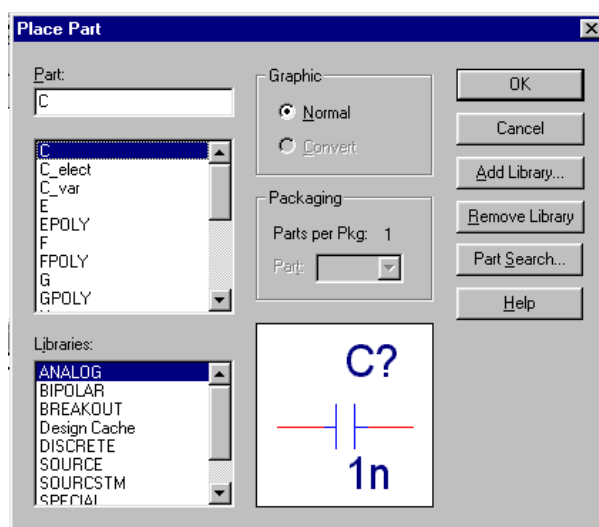 Place Part
Part:
C
C
C_elect
C_var
E
EPOLY
F
FPOLY
G
GPOLY
Libraries:
ANALOG
BIPOLAR
BREAKOUT
Design Cache
DISCRETE
SOURCE
SOURCSTM
SPECIAL
Graphic
Normal
Convert
Packaging
Parts per Pkg: 1
Part:
C?
1n
OK
Cancel
Add Library...
Remove Library
Part Search...
Help